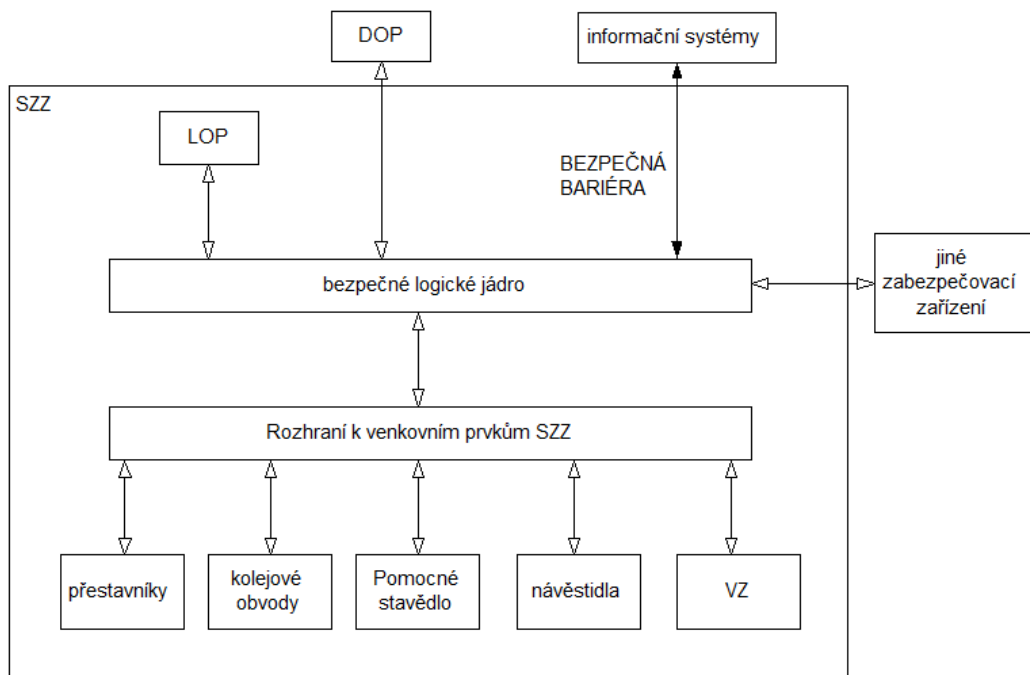 DOP
informační systémy
SZZ
LOP
BEZPEČNÁ
BARIÉRA
bezpečné logické jádro
jiné
zabezpečovací
zařízení
Rozhraní k venkovním prvkům SZZ
přestavníky
kolejové
obvody
Pomocné
stavědlo
návěstidla
VZ